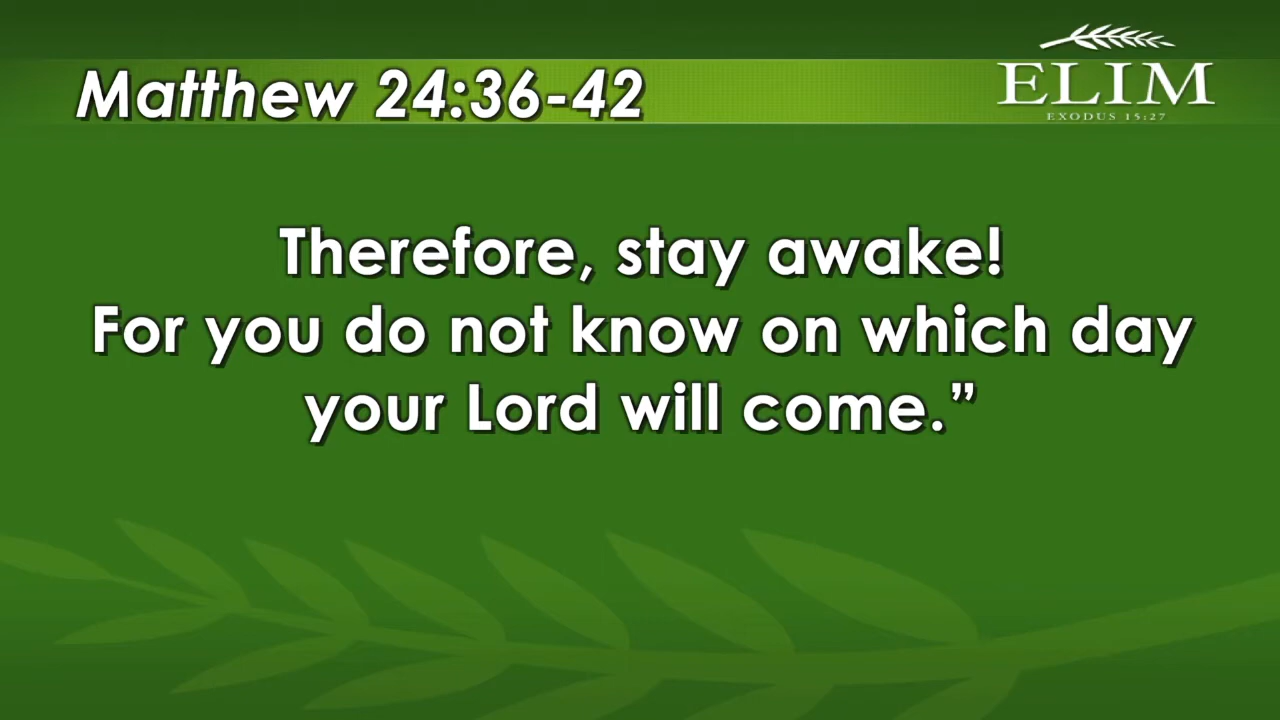 Matthew 24:36-42
ELIM
EXODUS 15:27
Therefore, stay awake!
For you do not know on which day
your Lord will come.”